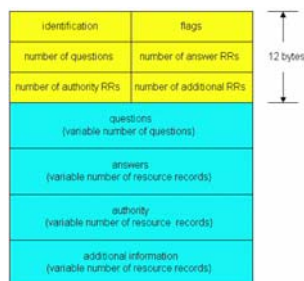 identification flags
number of questions number of answer RRs 12 bytes
number of authority RRs number of additional RRs
questions
(variable number of questions)
answers
(variable number of resource records)
authority
(variable number of resource records)
additional information
(variable number of resource records)